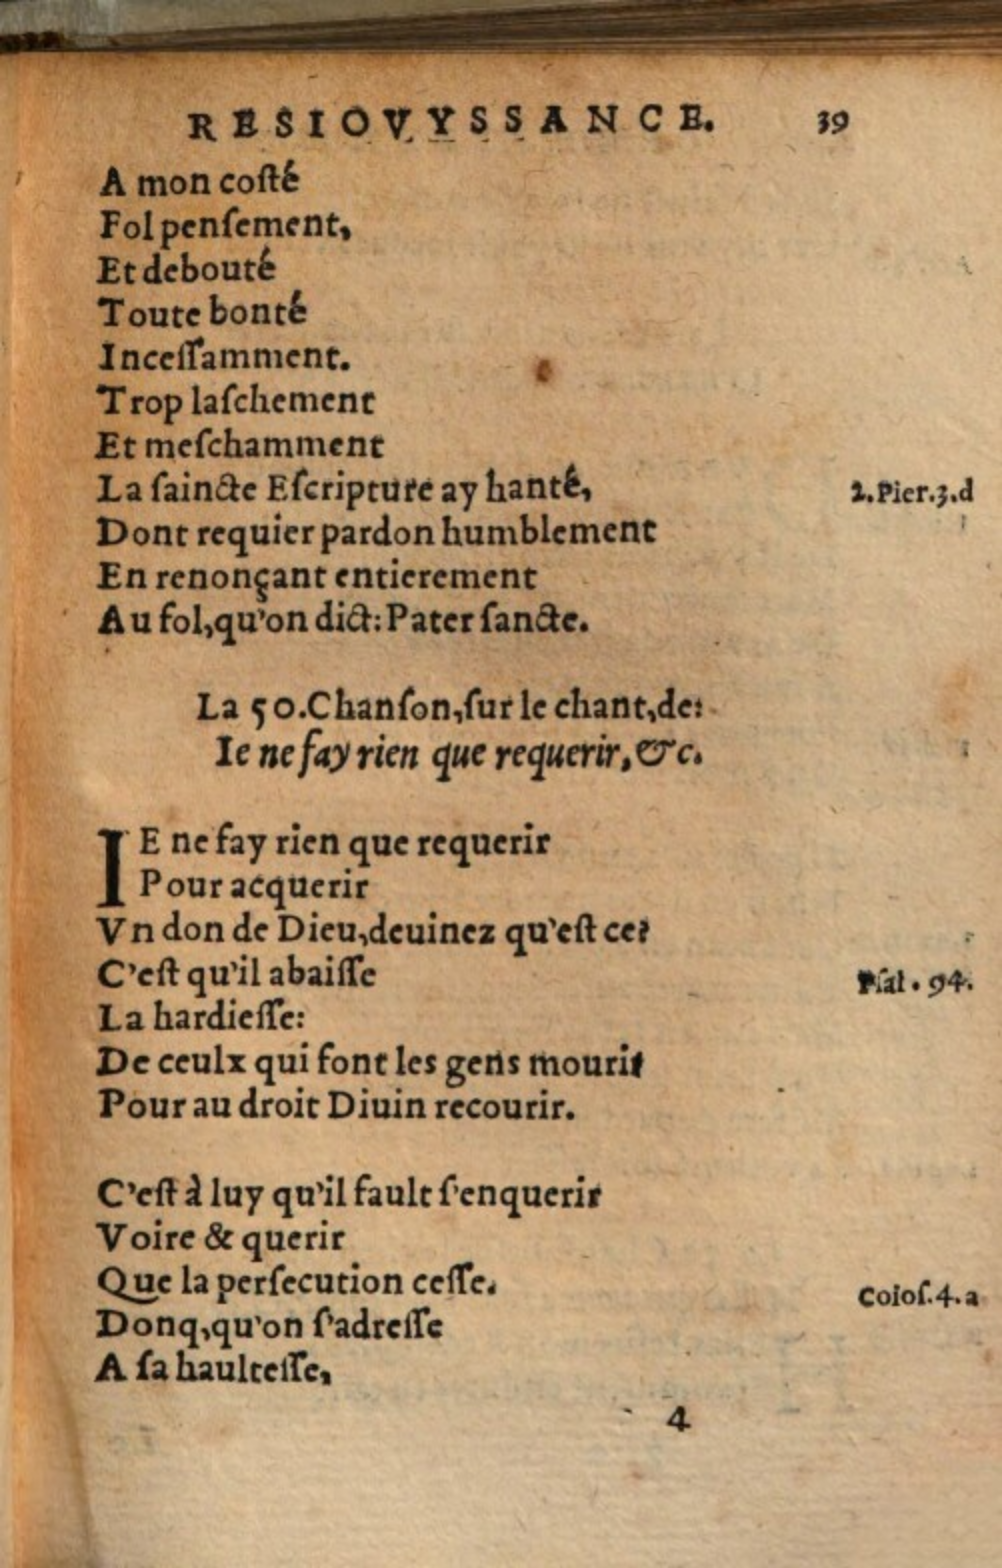 RESIOVYSSANCE. 39
A mon coſté
Fol penſement,
Et debouté
Toute bonté
Inceſſamment.
Trop laſchement
Et meſchamment
La ſaincte Eſcripture ay hanté, 2.Pier.3.d
Dont requier pardon humblement
En renonçant entierement
Au fol,qu'on dict: Pater ſancte.
La 50.Chanſon,ſur le chant,de:
Ie ne fay rien que requerir,&c.
IE ne fay rien que requerir
Pour acquerir
Vn don de Dieu,deuinez qu'eſt ce?
C'eſt qu'il abaiſſe Pſal. 94.
La hardieſſe:
De ceulx qui font les gens mourir
Pour au droit Diuin recourir.
C'eſt à luy qu'il fault ſ'enquerir
Voire & querir
Que la perſecution ceſſe. Coloſ.4.a
Donq,qu'on ſ'adreſſe
A ſa haulteſſe,
4